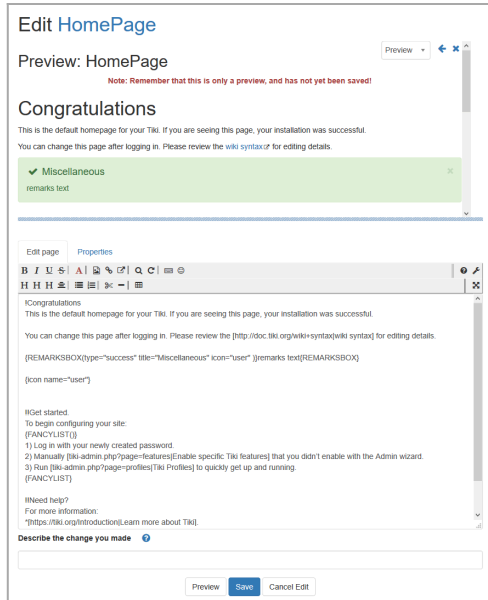 Edit HomePage
Preview
Preview: HomePage
Note: Remember that this is only a preview, and has not yet been saved!
Congratulations
This is the default homepage for your Tiki. If you are seeing this page, your installation was successful.
You can change this page after logging in. Please review the wiki syntax for editing details.
Miscellaneous
remarks text
Edit page Properties
B I U S A
H H H
!Congratulations
This is the default homepage for your Tiki. If you are seeing this page, your installation was successful.
You can change this page after logging in. Please review the [http://doc.tiki.org/wiki+syntax|wiki syntax] for editing details.
{REMARKSBOX(type="success" title="Miscellaneous" icon="user" )}remarks text{REMARKSBOX}
{icon name="user"}
!!Get started.
To begin configuring your site:
{FANCYLIST()}
1) Log in with your newly created password.
2) Manually [tiki-admin.php?page=features|Enable specific Tiki features] that you didn't enable with the Admin wizard.
3) Run [tiki-admin.php?page=profiles|Tiki Profiles] to quickly get up and running.
{FANCYLIST}
!!Need help?
For more information:
*[https://tiki.org/Introduction|Learn more about Tiki].
Describe the change you made
Preview Save Cancel Edit